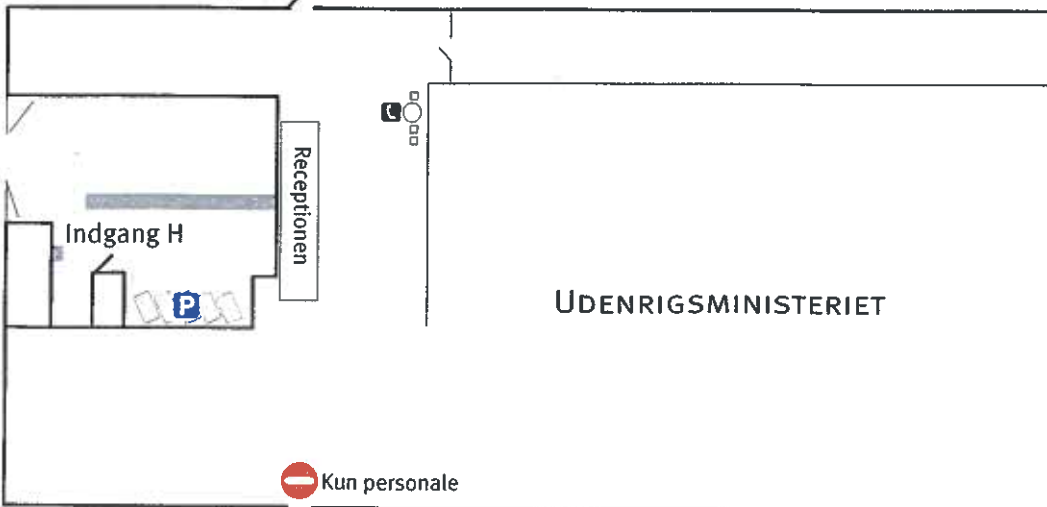 Receptionen
Indgang H
P
UDENRIGSMINISTERIET
Kun personale